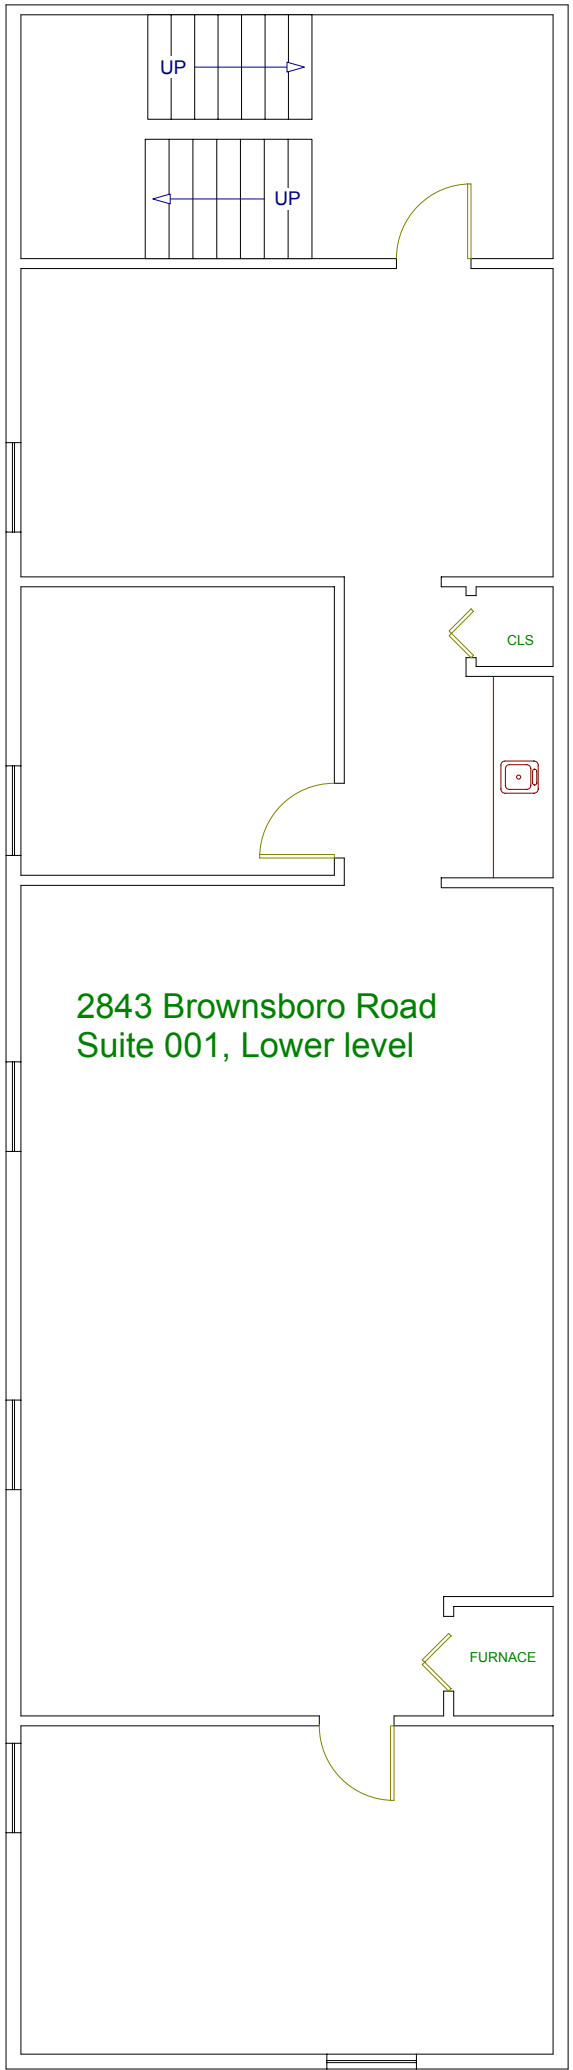 UP
UP
CLS
2843 Brownsboro Road
Suite 001, Lower level
FURNACE